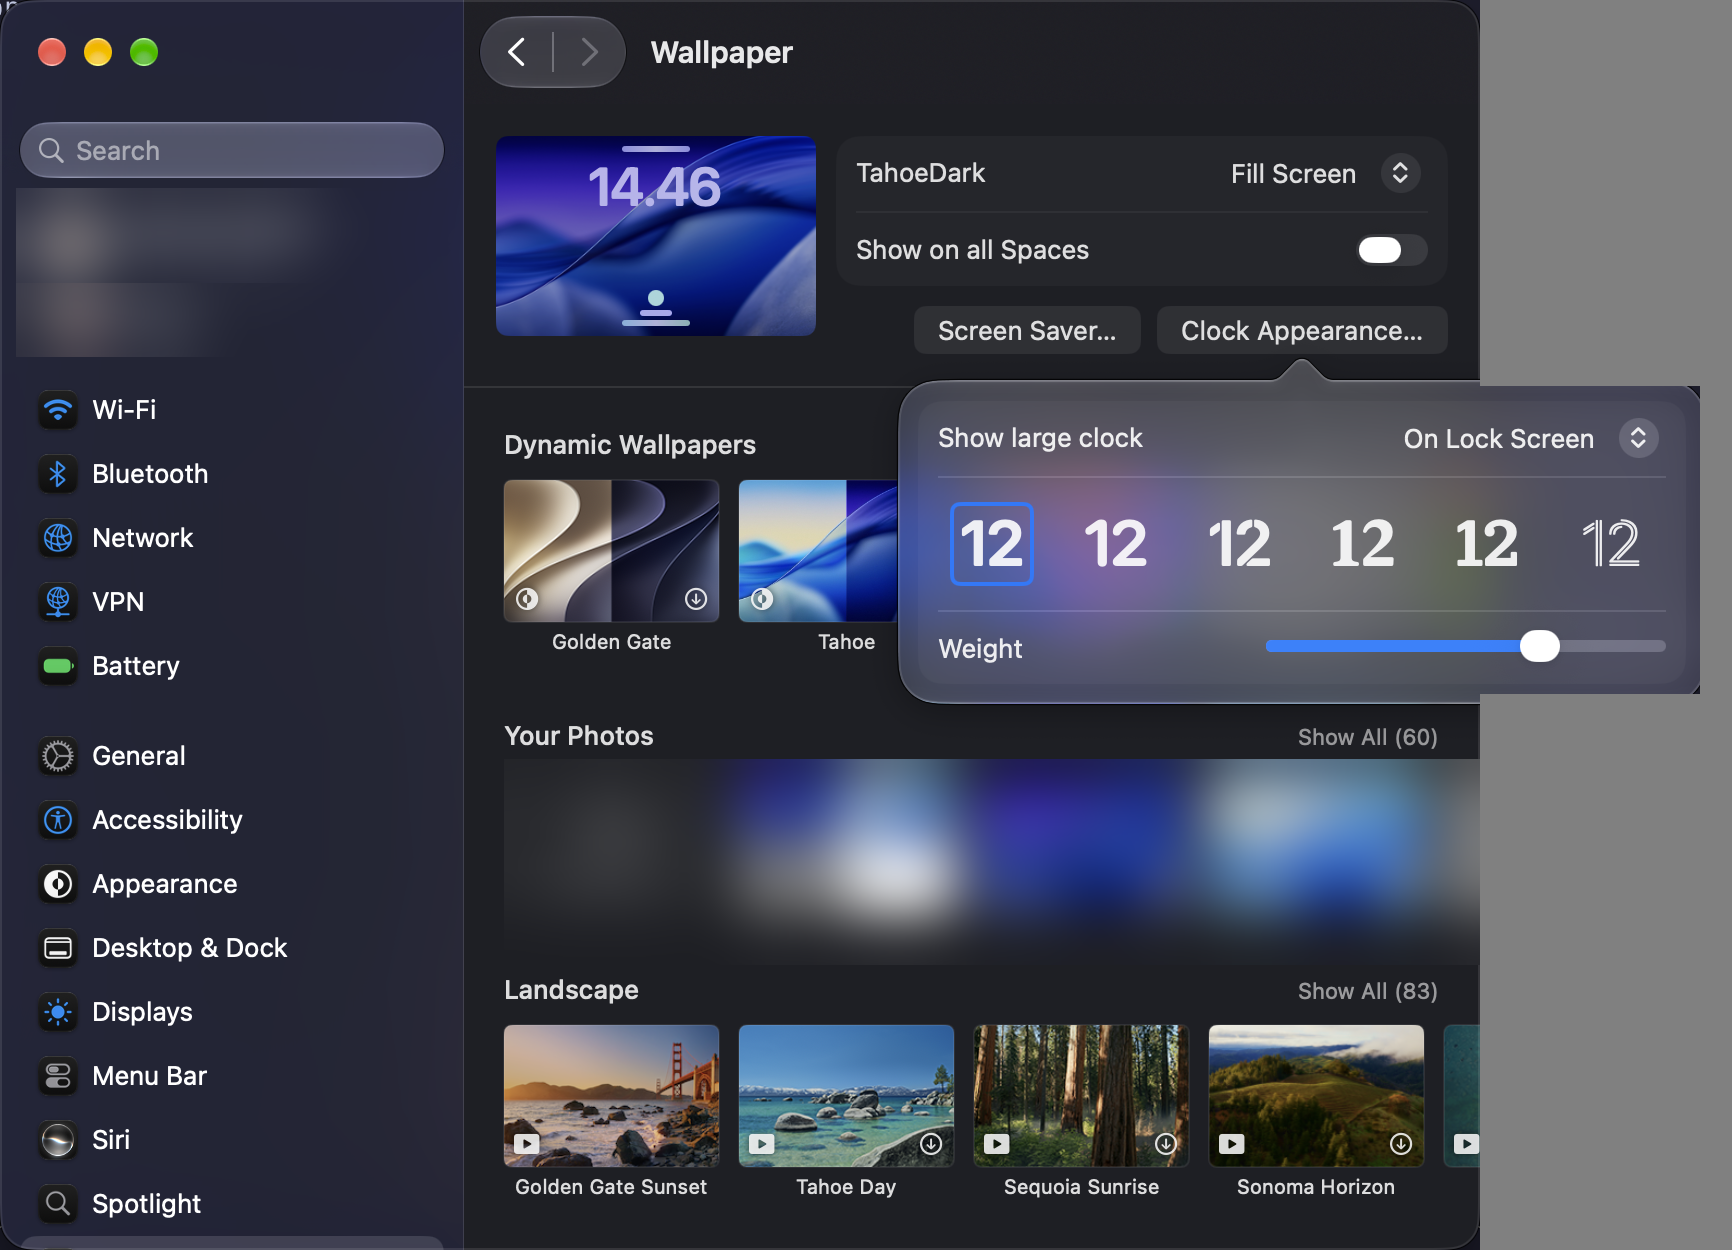 Wallpaper
Search
14.46
TahoeDark
Fill Screen
Show on all Spaces
Screen Saver...
Clock Appearance...
Wi-Fi
Bluetooth
Network
VPN
Battery
General
Accessibility
Appearance
Desktop & Dock
Displays
Menu Bar
Siri
Spotlight
Show large clock
On Lock Screen
12 12 12 12 12 12
Weight
Dynamic Wallpapers
Golden Gate
Tahoe
Your Photos
Show All (60)
Landscape
Show All (83)
Golden Gate Sunset
Tahoe Day
Sequoia Sunrise
Sonoma Horizon